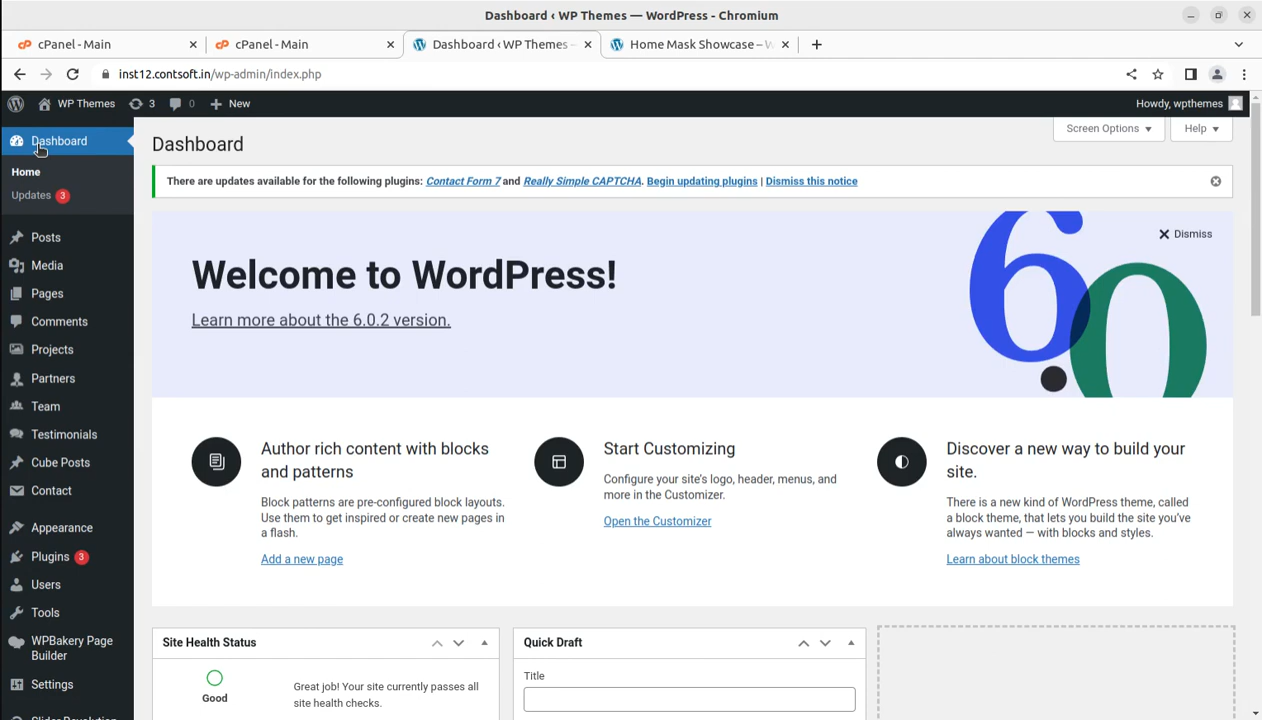 Dashboard ‹ WP Themes — WordPress - Chromium
cPanel - Main
cPanel - Main
Dashboard ‹ WP Themes –
Home Mask Showcase –
inst12.contsoft.in/wp-admin/index.php
WP Themes
3
0
New
Howdy, wpthemes
Dashboard
Home
Updates 3
Posts
Media
Pages
Comments
Projects
Partners
Team
Testimonials
Cube Posts
Contact
Appearance
Plugins 3
Users
Tools
WPBakery Page
Builder
Settings
Slider Revolution
Dashboard
Screen Options
Help
There are updates available for the following plugins: Contact Form 7 and Really Simple CAPTCHA. Begin updating plugins | Dismiss this notice
Welcome to WordPress!
Learn more about the 6.0.2 version.
Dismiss
6.0
Author rich content with blocks
and patterns
Block patterns are pre-configured block layouts.
Use them to get inspired or create new pages in
a flash.
Add a new page
Start Customizing
Configure your site's logo, header, menus, and
more in the Customizer.
Open the Customizer
Discover a new way to build your
site.
There is a new kind of WordPress theme, called
a block theme, that lets you build the site you've
always wanted — with blocks and styles.
Learn about block themes
Site Health Status
Good
Great job! Your site currently passes all
site health checks.
Quick Draft
Title